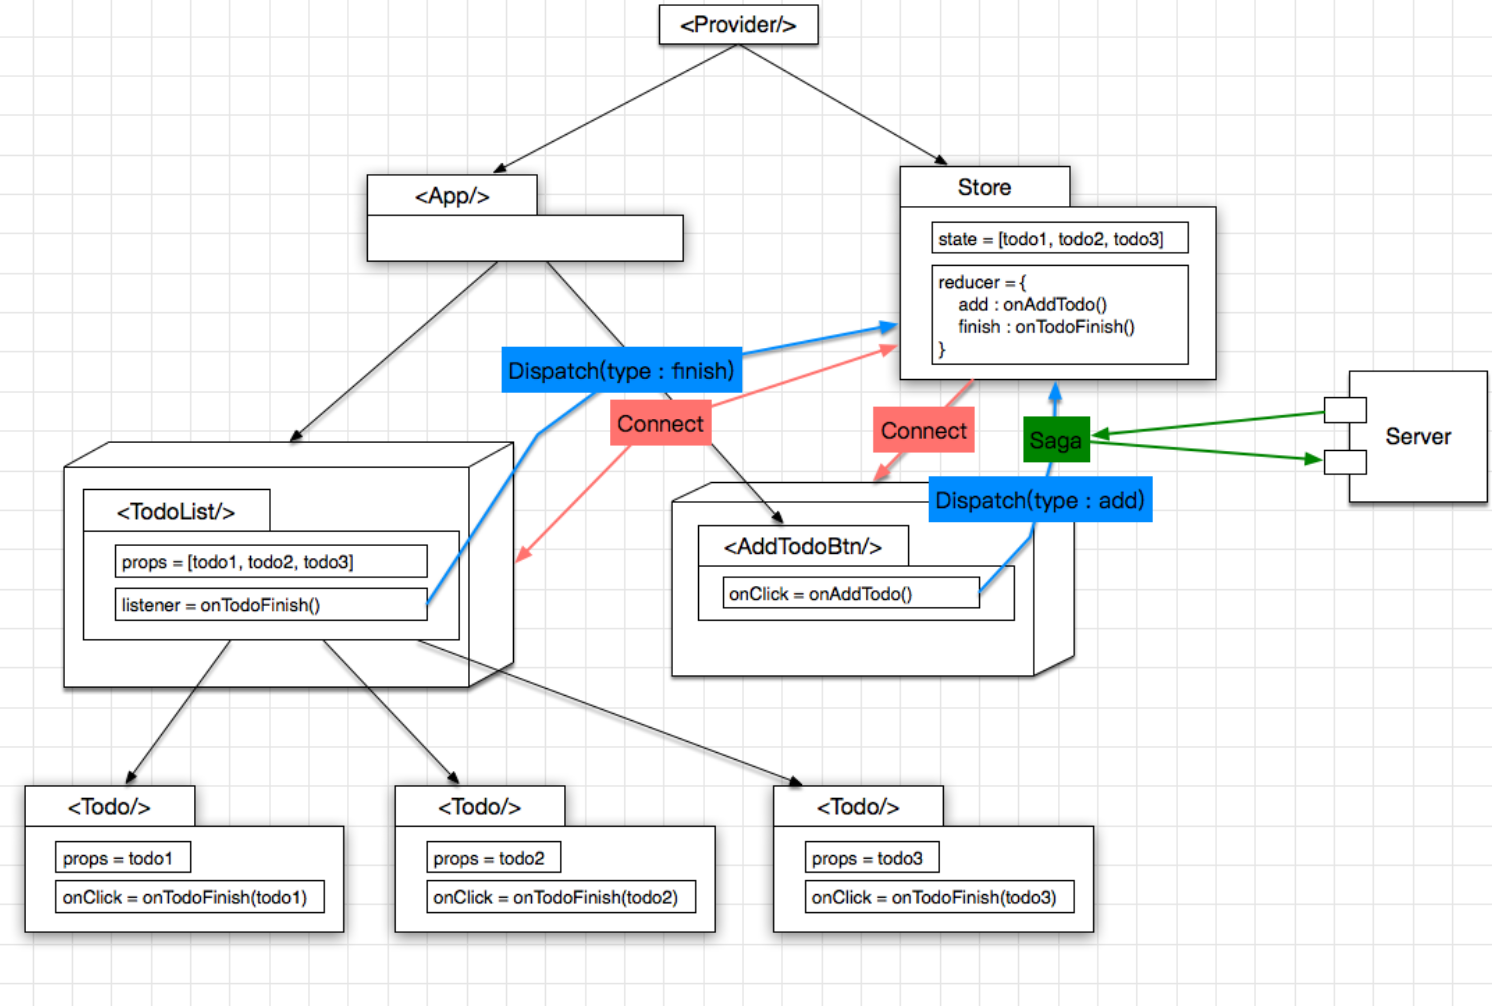 <Provider/>
<App/>
Store
state = [todo1, todo2, todo3]
reducer = {
add : onAddTodo()
finish : onTodoFinish()
}
Dispatch(type : finish)
Connect
Connect
Saga
Server
Dispatch(type : add)
<TodoList/>
props = [todo1, todo2, todo3]
listener = onTodoFinish()
<AddTodoBtn/>
onClick = onAddTodo()
<Todo/>
props = todo1
onClick = onTodoFinish(todo1)
<Todo/>
props = todo2
onClick = onTodoFinish(todo2)
<Todo/>
props = todo3
onClick = onTodoFinish(todo3)